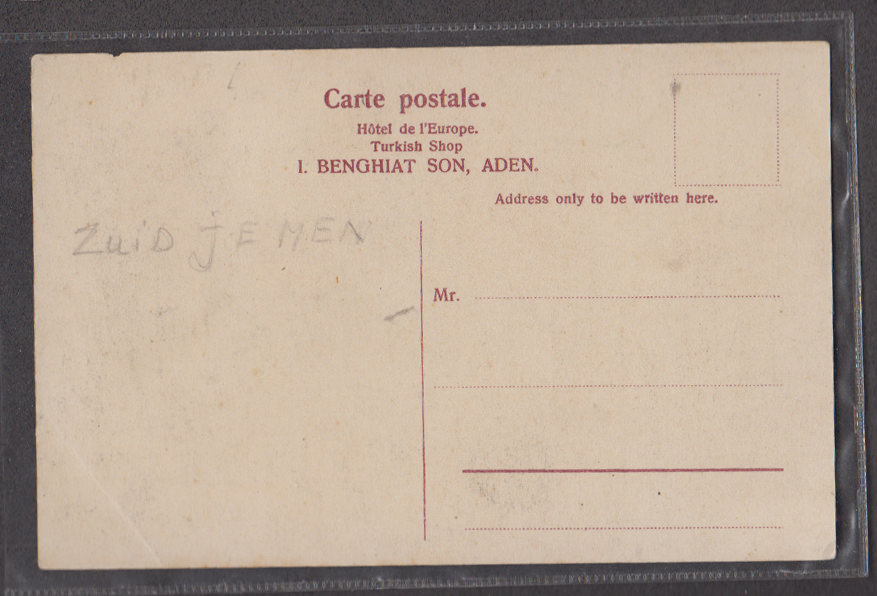 Carte postale.
Hôtel de l'Europe.
Turkish Shop
I. BENGHIAT SON, ADEN.
Address only to be written here.
ZUID JEMEN
Mr.